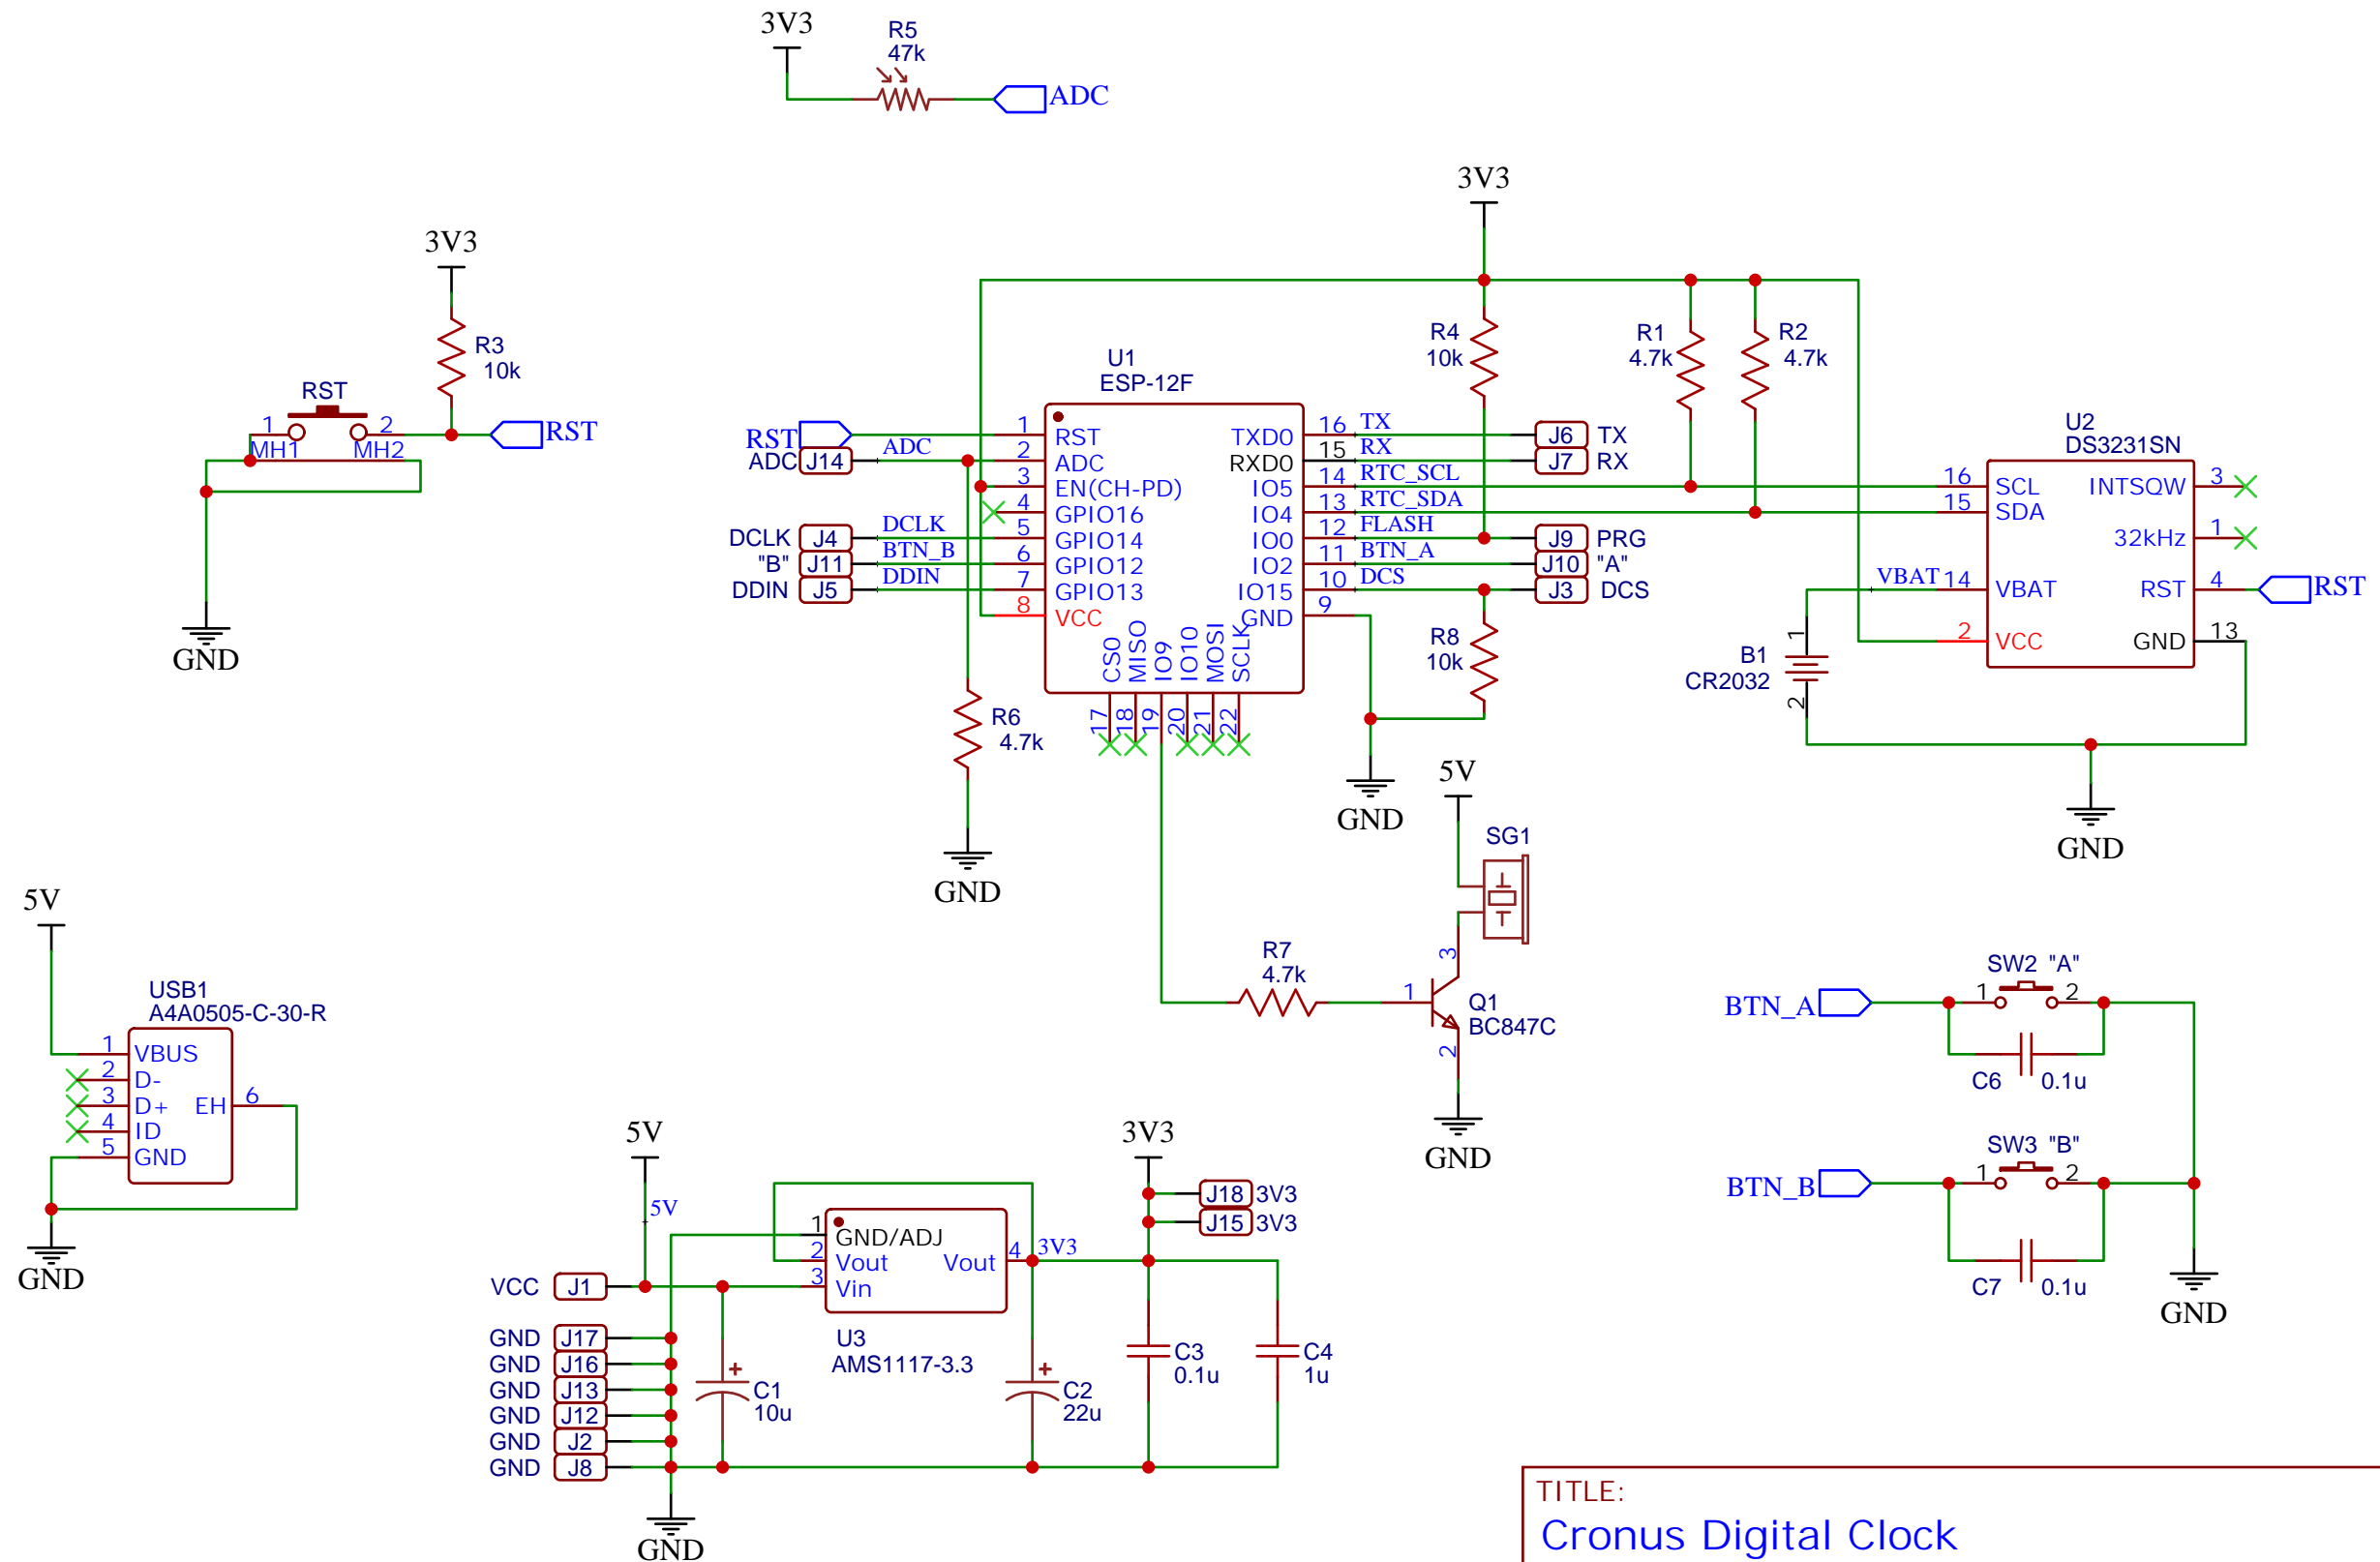 3V3
R5
47k
ADC
3V3
3V3
R3
10k
RST
1 2
MH1 MH2
RST
GND
U1
ESP-12F
RST
ADC J14 ADC
DCLK J4 DCLK
"B" J11 BTN_B
DDIN J5 DDIN
1 RST
2 ADC
3 EN(CH-PD)
4 GPIO16
5 GPIO14
6 GPIO12
7 GPIO13
8 VCC
TXD0 16 TX J6 TX
RXD0 15 RX J7 RX
IO5 14 RTC_SCL
IO4 13 RTC_SDA
IO0 12 FLASH J9 PRG
IO2 11 BTN_A J10 "A"
IO15 10 DCS J3 DCS
GND 9
CS0 MISO IO9 IO10 MOSI SCLK
17 18 19 20 21 22
R4
10k
R1
4.7k
R2
4.7k
R8
10k
GND
R6
4.7k
GND
U2
DS3231SN
16 SCL INTSQW 3
15 SDA
32kHz 1
VBAT 14 VBAT RST 4 RST
2 VCC GND 13
B1
CR2032
1
2
GND
5V
SG1
R7
4.7k
1
3
2
Q1
BC847C
GND
5V
USB1
A4A0505-C-30-R
1 VBUS
2 D-
3 D+ EH 6
4 ID
5 GND
GND
5V
5V
VCC J1
GND J17
GND J16
GND J13
GND J12
GND J2
GND J8
GND
1 GND/ADJ
2 Vout Vout 4 3V3
3 Vin
U3
AMS1117-3.3
C1
10u
C2
22u
3V3
J18 3V3
J15 3V3
C3
0.1u
C4
1u
SW2 "A"
BTN_A 1 2
C6 0.1u
SW3 "B"
BTN_B 1 2
C7 0.1u
GND
TITLE:
Cronus Digital Clock